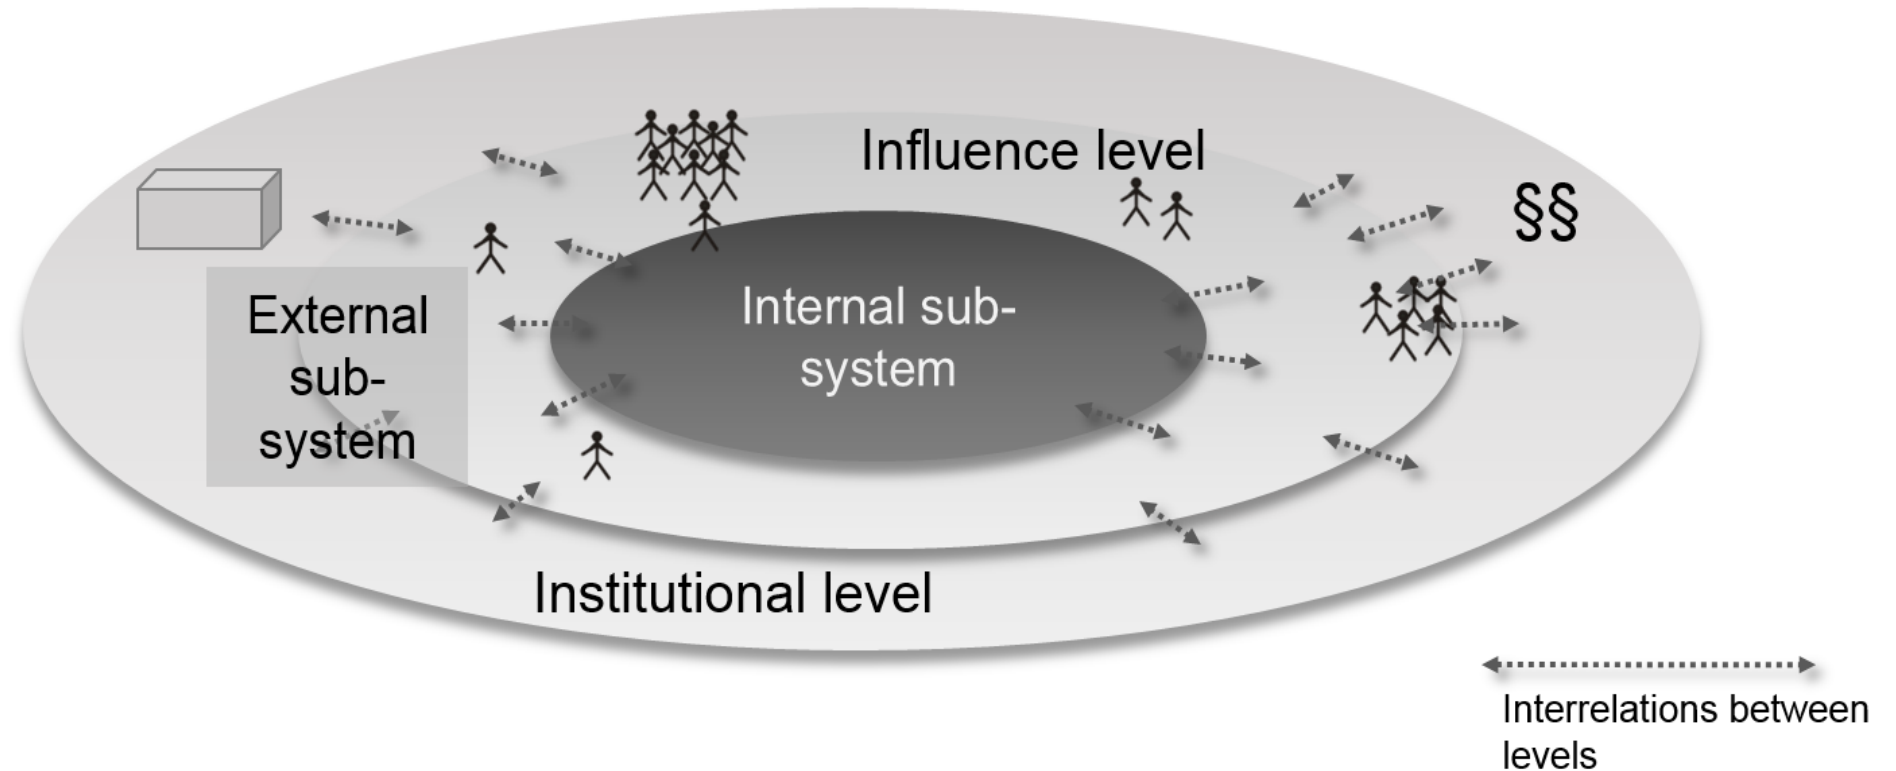 Influence level
§§
Internal sub-
system
External
sub-
system
Institutional level
Interrelations between
levels